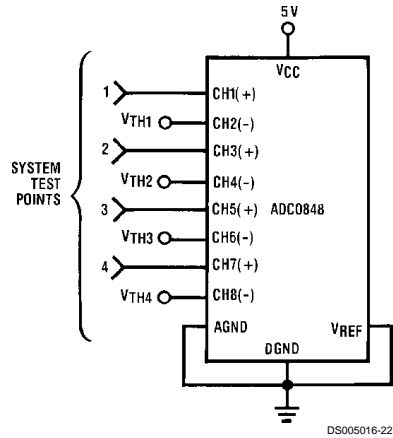 5V
VCC
1
CH1(+)
VTH1
CH2(-)
2
CH3(+)
SYSTEM
TEST
POINTS
VTH2
CH4(-)
3
CH5(+)
ADC0848
VTH3
CH6(-)
4
CH7(+)
VTH4
CH8(-)
AGND
VREF
DGND
DS005016-22